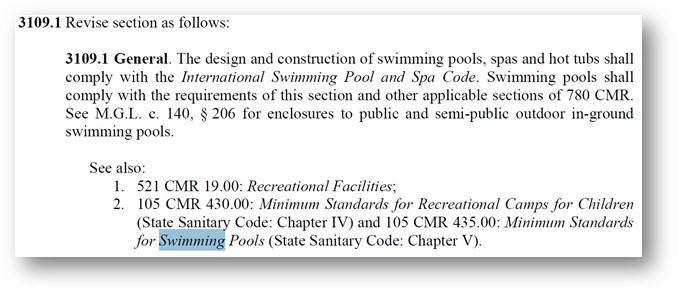 3109.1 Revise section as follows:
3109.1 General. The design and construction of swimming pools, spas and hot tubs shall
comply with the International Swimming Pool and Spa Code. Swimming pools shall
comply with the requirements of this section and other applicable sections of 780 CMR.
See M.G.L. c. 140, § 206 for enclosures to public and semi-public outdoor in-ground
swimming pools.
See also:
1. 521 CMR 19.00: Recreational Facilities;
2. 105 CMR 430.00: Minimum Standards for Recreational Camps for Children
(State Sanitary Code: Chapter IV) and 105 CMR 435.00: Minimum Standards
for Swimming Pools (State Sanitary Code: Chapter V).